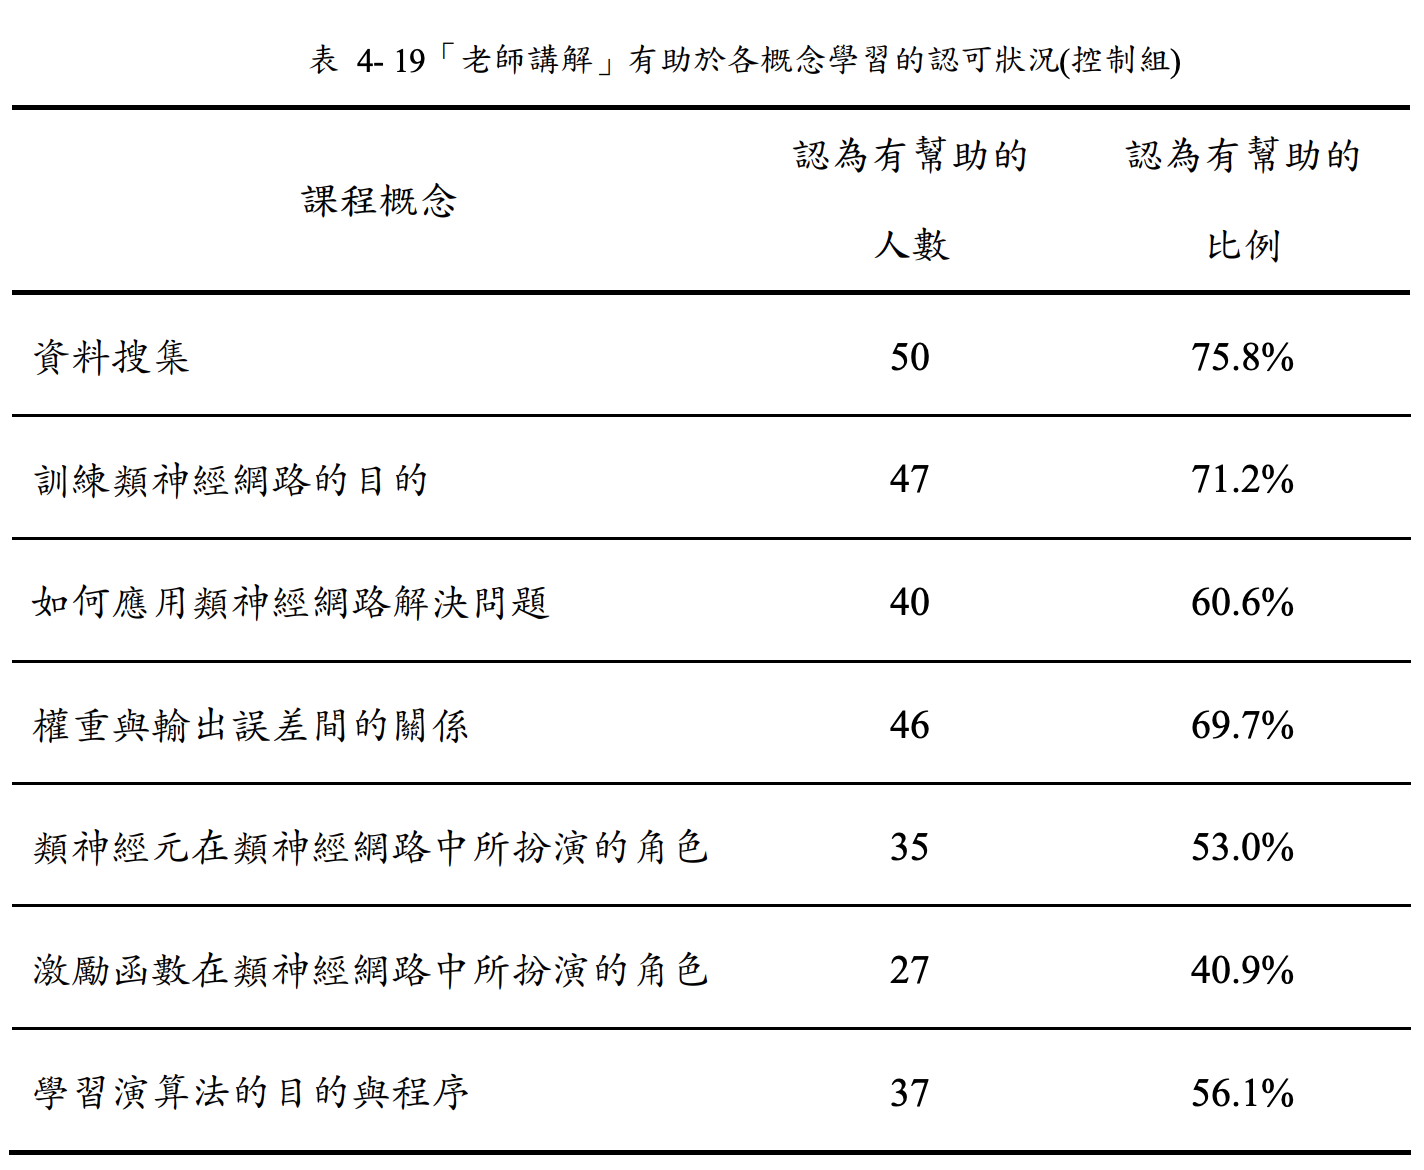 表 4- 19「老師講解」有助於各概念學習的認可狀況(控制組)
課程概念 認為有幫助的人數 認為有幫助的比例
資料搜集 50 75.8%
訓練類神經網路的目的 47 71.2%
如何應用類神經網路解決問題 40 60.6%
權重與輸出誤差間的關係 46 69.7%
類神經元在類神經網路中所扮演的角色 35 53.0%
激勵函數在類神經網路中所扮演的角色 27 40.9%
學習演算法的目的與程序 37 56.1%